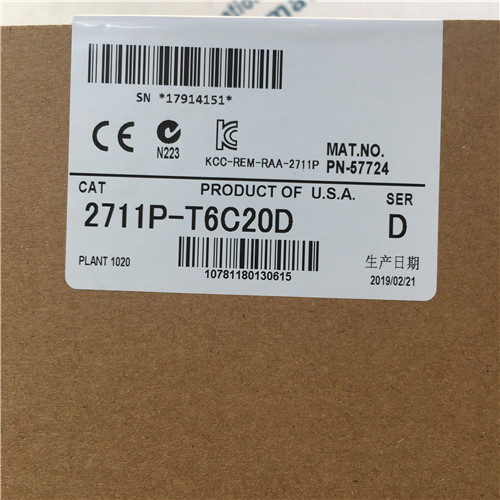 SN *17914151*
CE
N223
KCC-REM-RAA-2711P
MAT.NO.
PN-57724
CAT
PRODUCT OF U.S.A.
SER
2711P-T6C20D
D
PLANT 1020
10781180130615
生产日期
2019/02/21